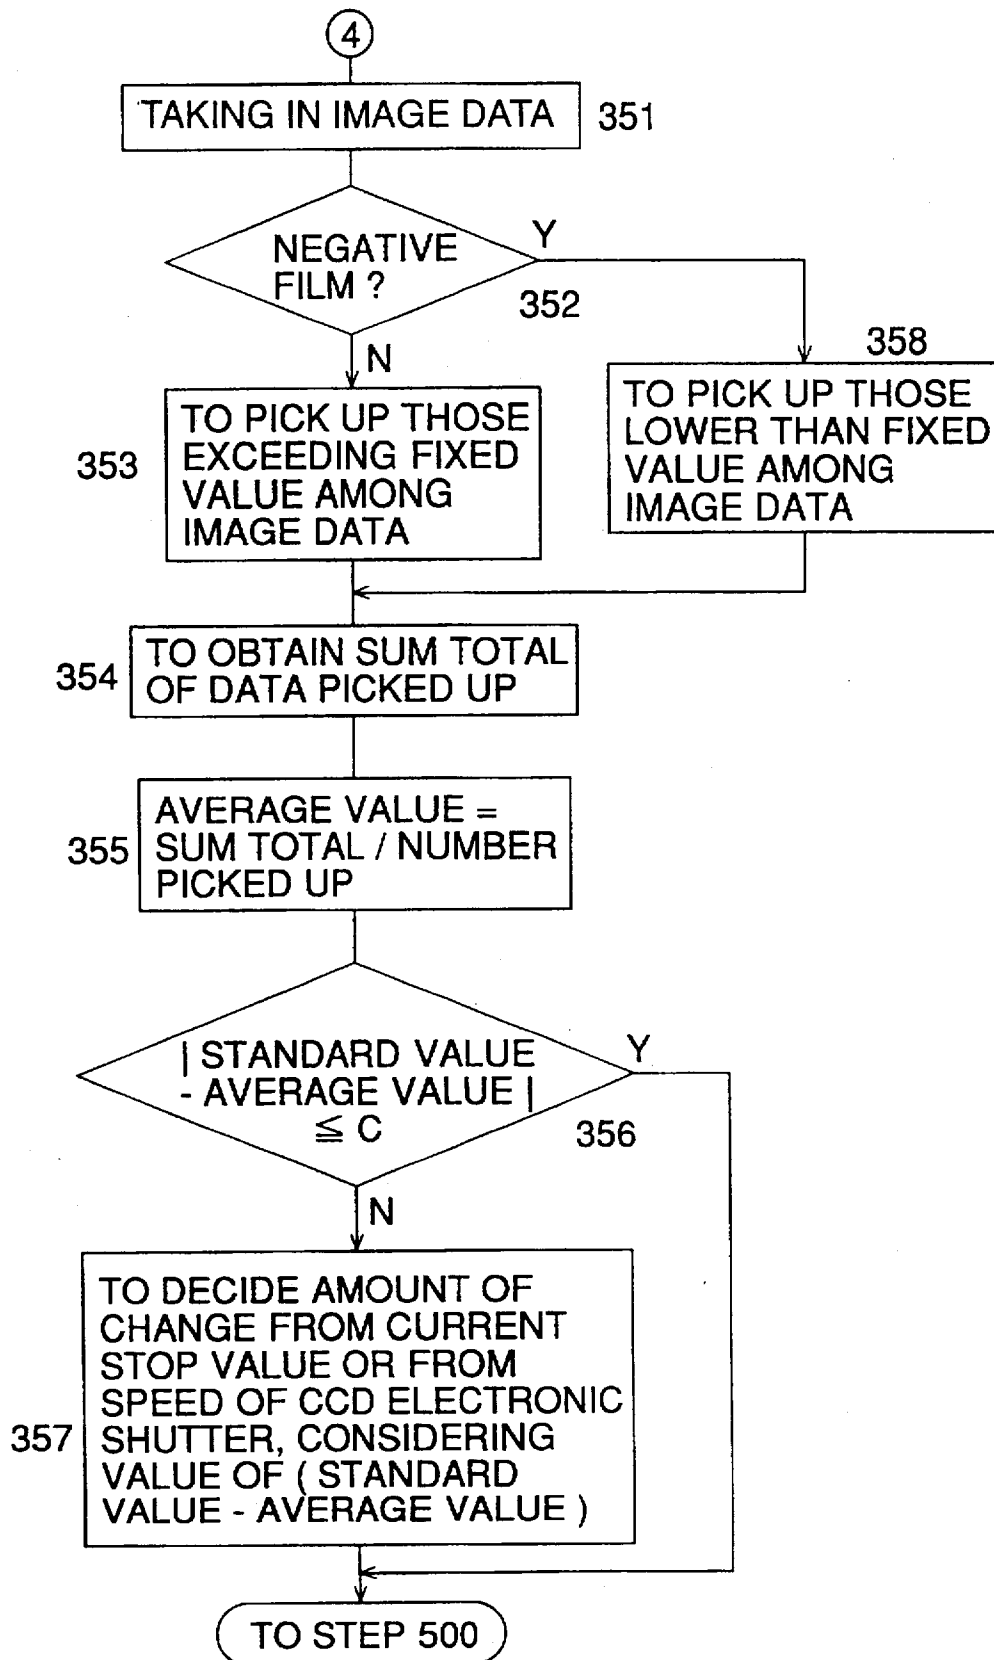 4
TAKING IN IMAGE DATA
351
NEGATIVE
FILM ?
Y
352
N
358
353
TO PICK UP THOSE
EXCEEDING FIXED
VALUE AMONG
IMAGE DATA
TO PICK UP THOSE
LOWER THAN FIXED
VALUE AMONG
IMAGE DATA
354
TO OBTAIN SUM TOTAL
OF DATA PICKED UP
355
AVERAGE VALUE =
SUM TOTAL / NUMBER
PICKED UP
| STANDARD VALUE
- AVERAGE VALUE |
≦ C
Y
356
N
357
TO DECIDE AMOUNT OF
CHANGE FROM CURRENT
STOP VALUE OR FROM
SPEED OF CCD ELECTRONIC
SHUTTER, CONSIDERING
VALUE OF ( STANDARD
VALUE - AVERAGE VALUE )
TO STEP 500